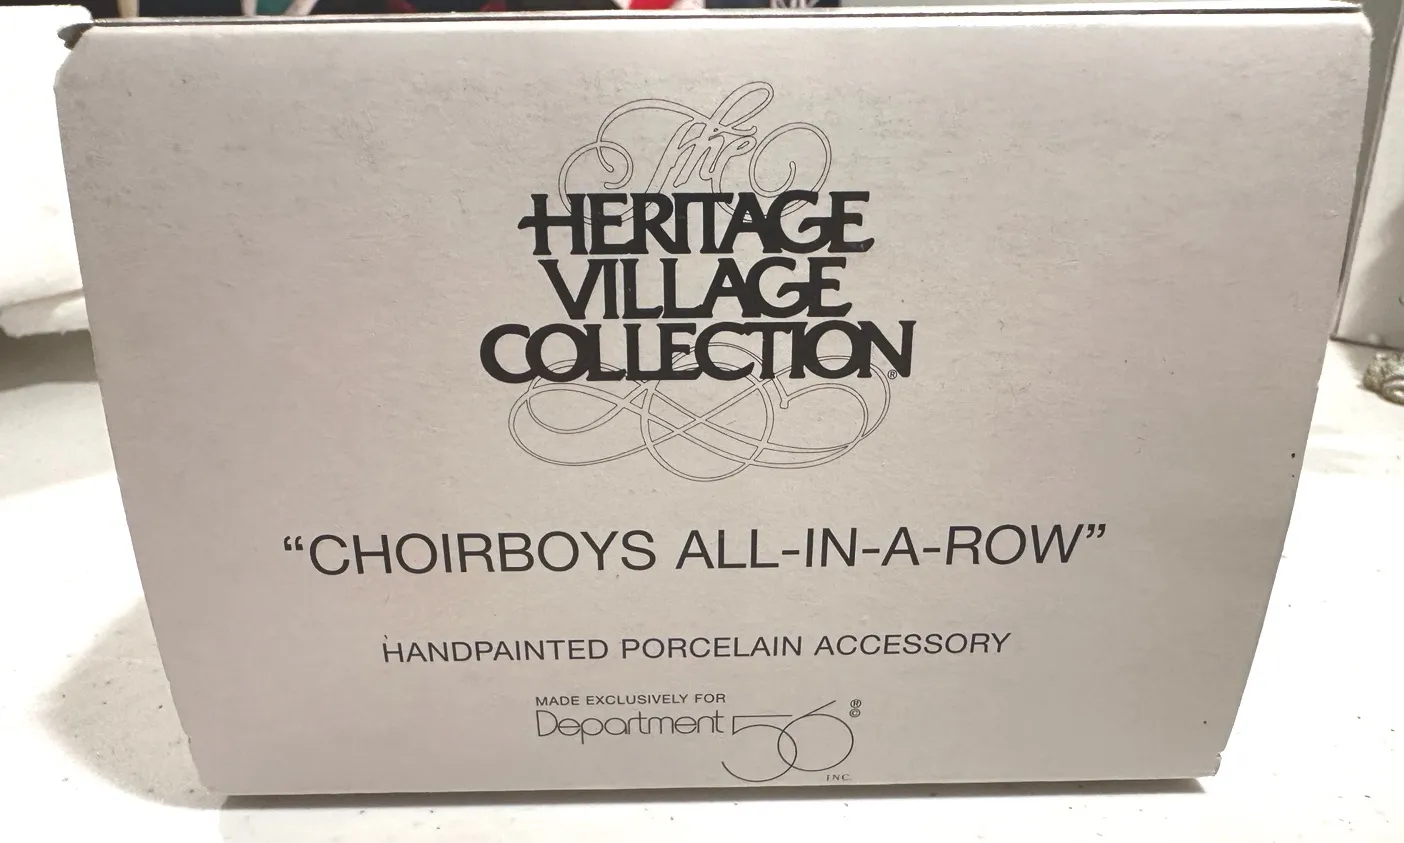 The
HERITAGE
VILLAGE
COLLECTION®
“CHOIRBOYS ALL-IN-A-ROW”
HANDPAINTED PORCELAIN ACCESSORY
MADE EXCLUSIVELY FOR
Department 56 ®©
INC.